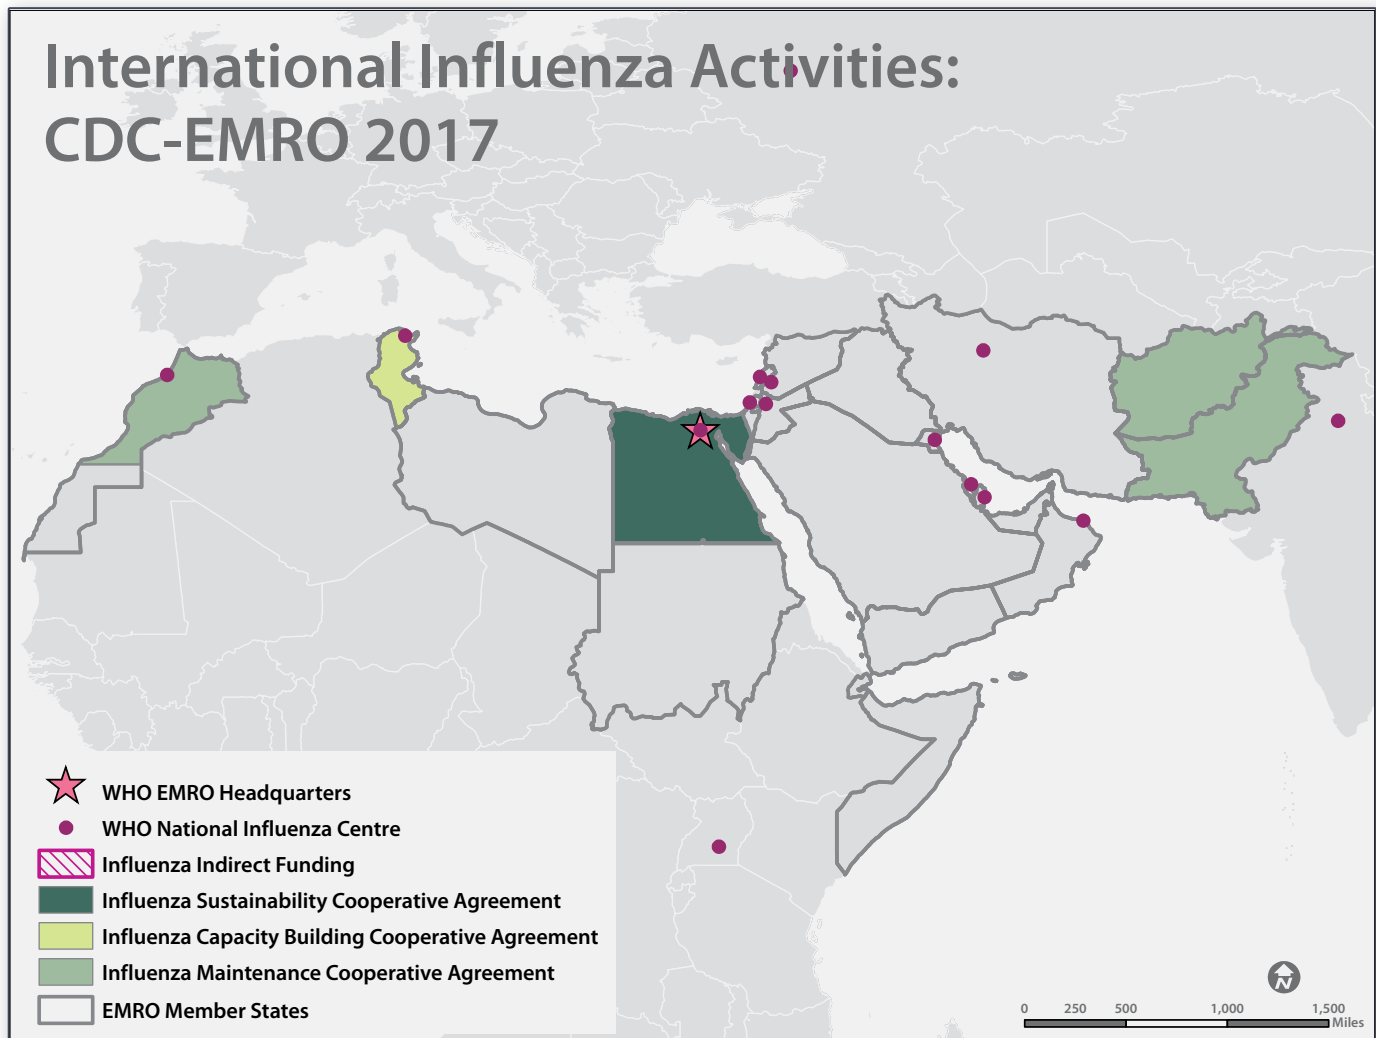 International Influenza Activities:
CDC-EMRO 2017
WHO EMRO Headquarters
WHO National Influenza Centre
Influenza Indirect Funding
Influenza Sustainability Cooperative Agreement
Influenza Capacity Building Cooperative Agreement
Influenza Maintenance Cooperative Agreement
EMRO Member States
N
0 250 500 1,000 1,500
Miles